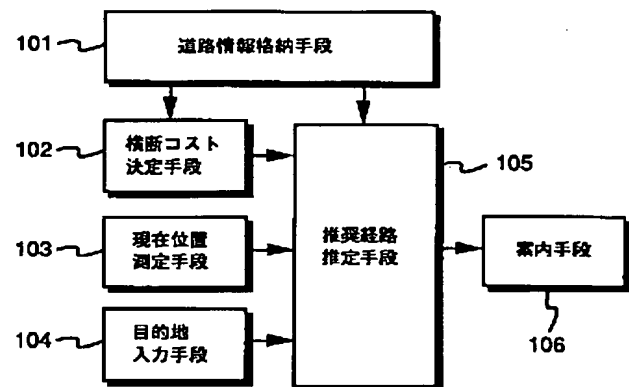 101
道路情報格納手段
102
横断コスト
決定手段
103
現在位置
測定手段
104
目的地
入力手段
105
推奨経路
推定手段
案内手段
106